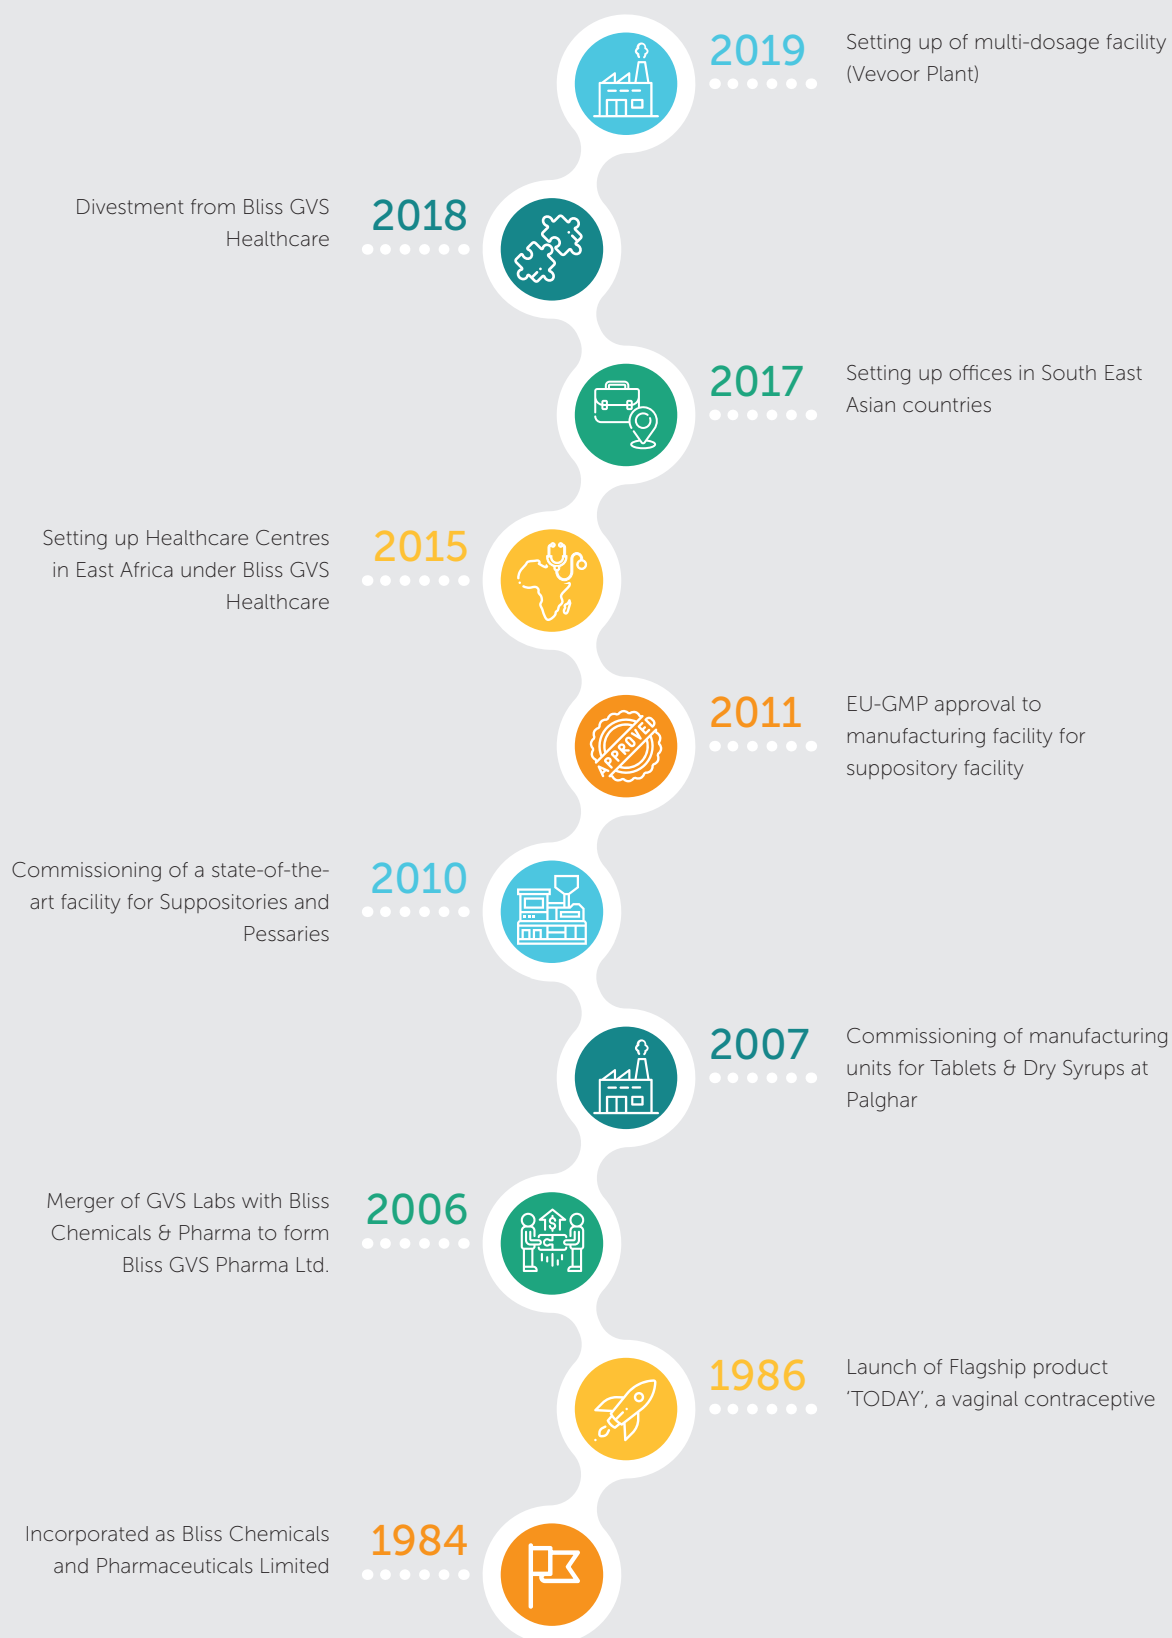 2019
Setting up of multi-dosage facility
(Vevoor Plant)
Divestment from Bliss GVS
Healthcare
2018
2017
Setting up offices in South East
Asian countries
Setting up Healthcare Centres
in East Africa under Bliss GVS
Healthcare
2015
APPROVED
2011
EU-GMP approval to
manufacturing facility for
suppository facility
Commissioning of a state-of-the-
art facility for Suppositories and
Pessaries
2010
2007
Commissioning of manufacturing
units for Tablets & Dry Syrups at
Palghar
Merger of GVS Labs with Bliss
Chemicals & Pharma to form
Bliss GVS Pharma Ltd.
2006
$
1986
Launch of Flagship product
‘TODAY’, a vaginal contraceptive
Incorporated as Bliss Chemicals
and Pharmaceuticals Limited
1984